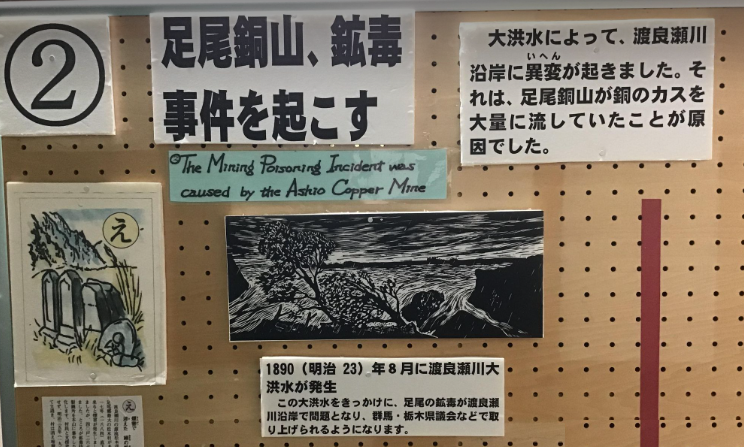 ②
足尾銅山、鉱毒
事件を起こす
◎The Mining Poisoning Incident was
caused by the Ashio Copper Mine
大洪水によって、渡良瀬川
いへん
沿岸に異変が起きました。そ
れは、足尾銅山が銅のカスを
大量に流していたことが原
因でした。
え
1890（明治 23）年８月に渡良瀬川大
洪水が発生
この大洪水をきっかけに、足尾の鉱毒が渡良瀬
川沿岸で問題となり、群馬・栃木県議会などで取
り上げられるようになります。
え